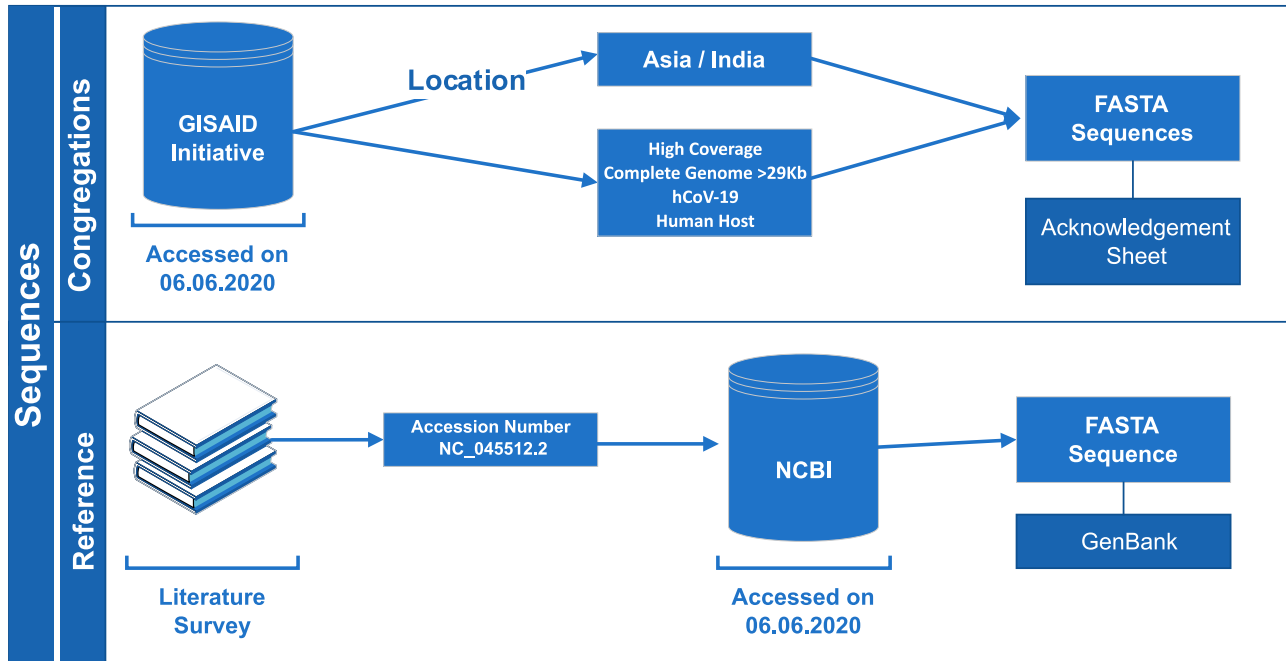 Sequences
Congregations
GISAID
Initiative
Accessed on
06.06.2020
Location
Asia / India
High Coverage
Complete Genome >29Kb
hCoV-19
Human Host
FASTA
Sequences
Acknowledgement
Sheet
Reference
Literature
Survey
Accession Number
NC_045512.2
NCBI
Accessed on
06.06.2020
FASTA
Sequence
GenBank